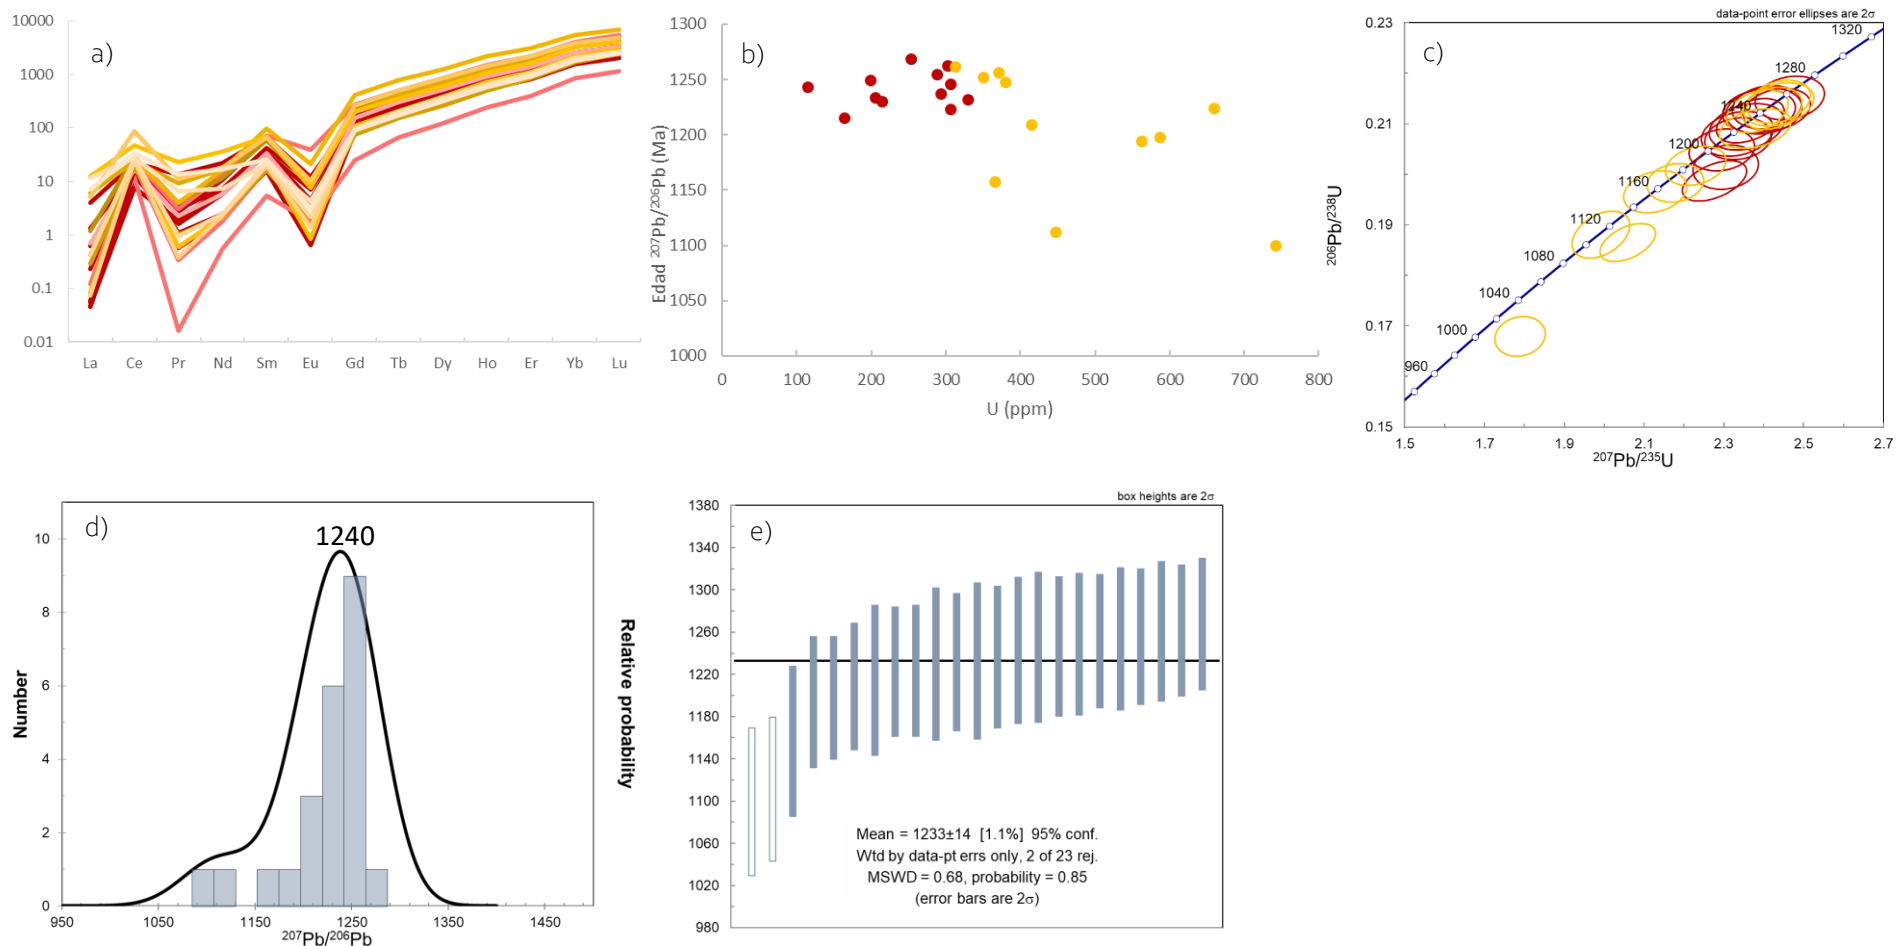 a)
10000
1000
100
10
1
0.1
0.01
La Ce Pr Nd Sm Eu Gd Tb Dy Ho Er Yb Lu
b)
Edad ²⁰⁷Pb/²⁰⁶Pb (Ma)
1300
1250
1200
1150
1100
1050
1000
0 100 200 300 400 500 600 700 800
U (ppm)
data-point error ellipses are 2σ
c)
²⁰⁶Pb/²³⁸U
0.23
0.21
0.19
0.17
0.15
1320
1280
1240
1200
1160
1120
1080
1040
1000
960
1.5 1.7 1.9 2.1 2.3 2.5 2.7
²⁰⁷Pb/²³⁵U
d)
1240
Number
10
8
6
4
2
0
950 1050 1150 1250 1350 1450
²⁰⁷Pb/²⁰⁶Pb
Relative probability
box heights are 2σ
e)
1380
1340
1300
1260
1220
1180
1140
1100
1060
1020
980
Mean = 1233±14 [1.1%] 95% conf.
Wtd by data-pt errs only, 2 of 23 rej.
MSWD = 0.68, probability = 0.85
(error bars are 2σ)